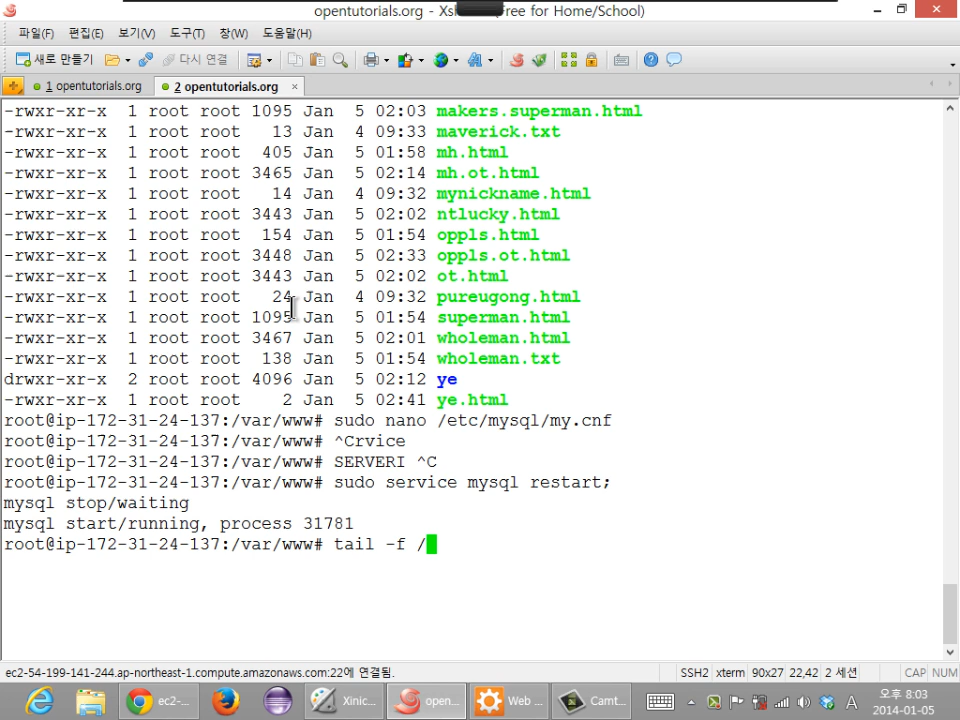 opentutorials.org - Xsh Free for Home/School)
파일(F) 편집(E) 보기(V) 도구(T) 창(W) 도움말(H)
새로 만들기 다시 연결
1 opentutorials.org 2 opentutorials.org ×
-rwxr-xr-x 1 root root 1095 Jan 5 02:03 makers.superman.html
-rwxr-xr-x 1 root root 13 Jan 4 09:33 maverick.txt
-rwxr-xr-x 1 root root 405 Jan 5 01:58 mh.html
-rwxr-xr-x 1 root root 3465 Jan 5 02:14 mh.ot.html
-rwxr-xr-x 1 root root 14 Jan 4 09:32 mynickname.html
-rwxr-xr-x 1 root root 3443 Jan 5 02:02 ntlucky.html
-rwxr-xr-x 1 root root 154 Jan 5 01:54 oppls.html
-rwxr-xr-x 1 root root 3448 Jan 5 02:33 oppls.ot.html
-rwxr-xr-x 1 root root 3443 Jan 5 02:02 ot.html
-rwxr-xr-x 1 root root 24 Jan 4 09:32 pureugong.html
-rwxr-xr-x 1 root root 1095 Jan 5 01:54 superman.html
-rwxr-xr-x 1 root root 3467 Jan 5 02:01 wholeman.html
-rwxr-xr-x 1 root root 138 Jan 5 01:54 wholeman.txt
drwxr-xr-x 2 root root 4096 Jan 5 02:12 ye
-rwxr-xr-x 1 root root 2 Jan 5 02:41 ye.html
root@ip-172-31-24-137:/var/www# sudo nano /etc/mysql/my.cnf
root@ip-172-31-24-137:/var/www# ^Crvice
root@ip-172-31-24-137:/var/www# SERVERI ^C
root@ip-172-31-24-137:/var/www# sudo service mysql restart;
mysql stop/waiting
mysql start/running, process 31781
root@ip-172-31-24-137:/var/www# tail -f /
ec2-54-199-141-244.ap-northeast-1.compute.amazonaws.com:22에 연결됨. SSH2 xterm 90x27 22,42 2 세션 CAP NUM
ec2-... Xinic... open... Web ... Camt... A 오후 8:03
2014-01-05